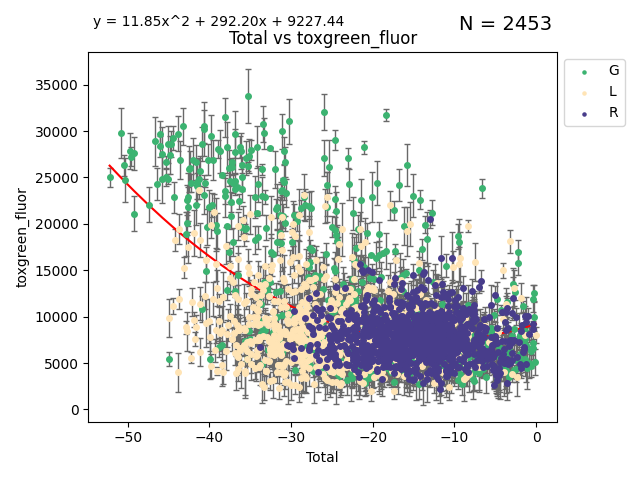 y = 11.85x^2 + 292.20x + 9227.44
N = 2453
Total vs toxgreen_fluor
toxgreen_fluor
35000
30000
25000
20000
15000
10000
5000
0
−50
−40
−30
−20
−10
0
Total
G
L
R